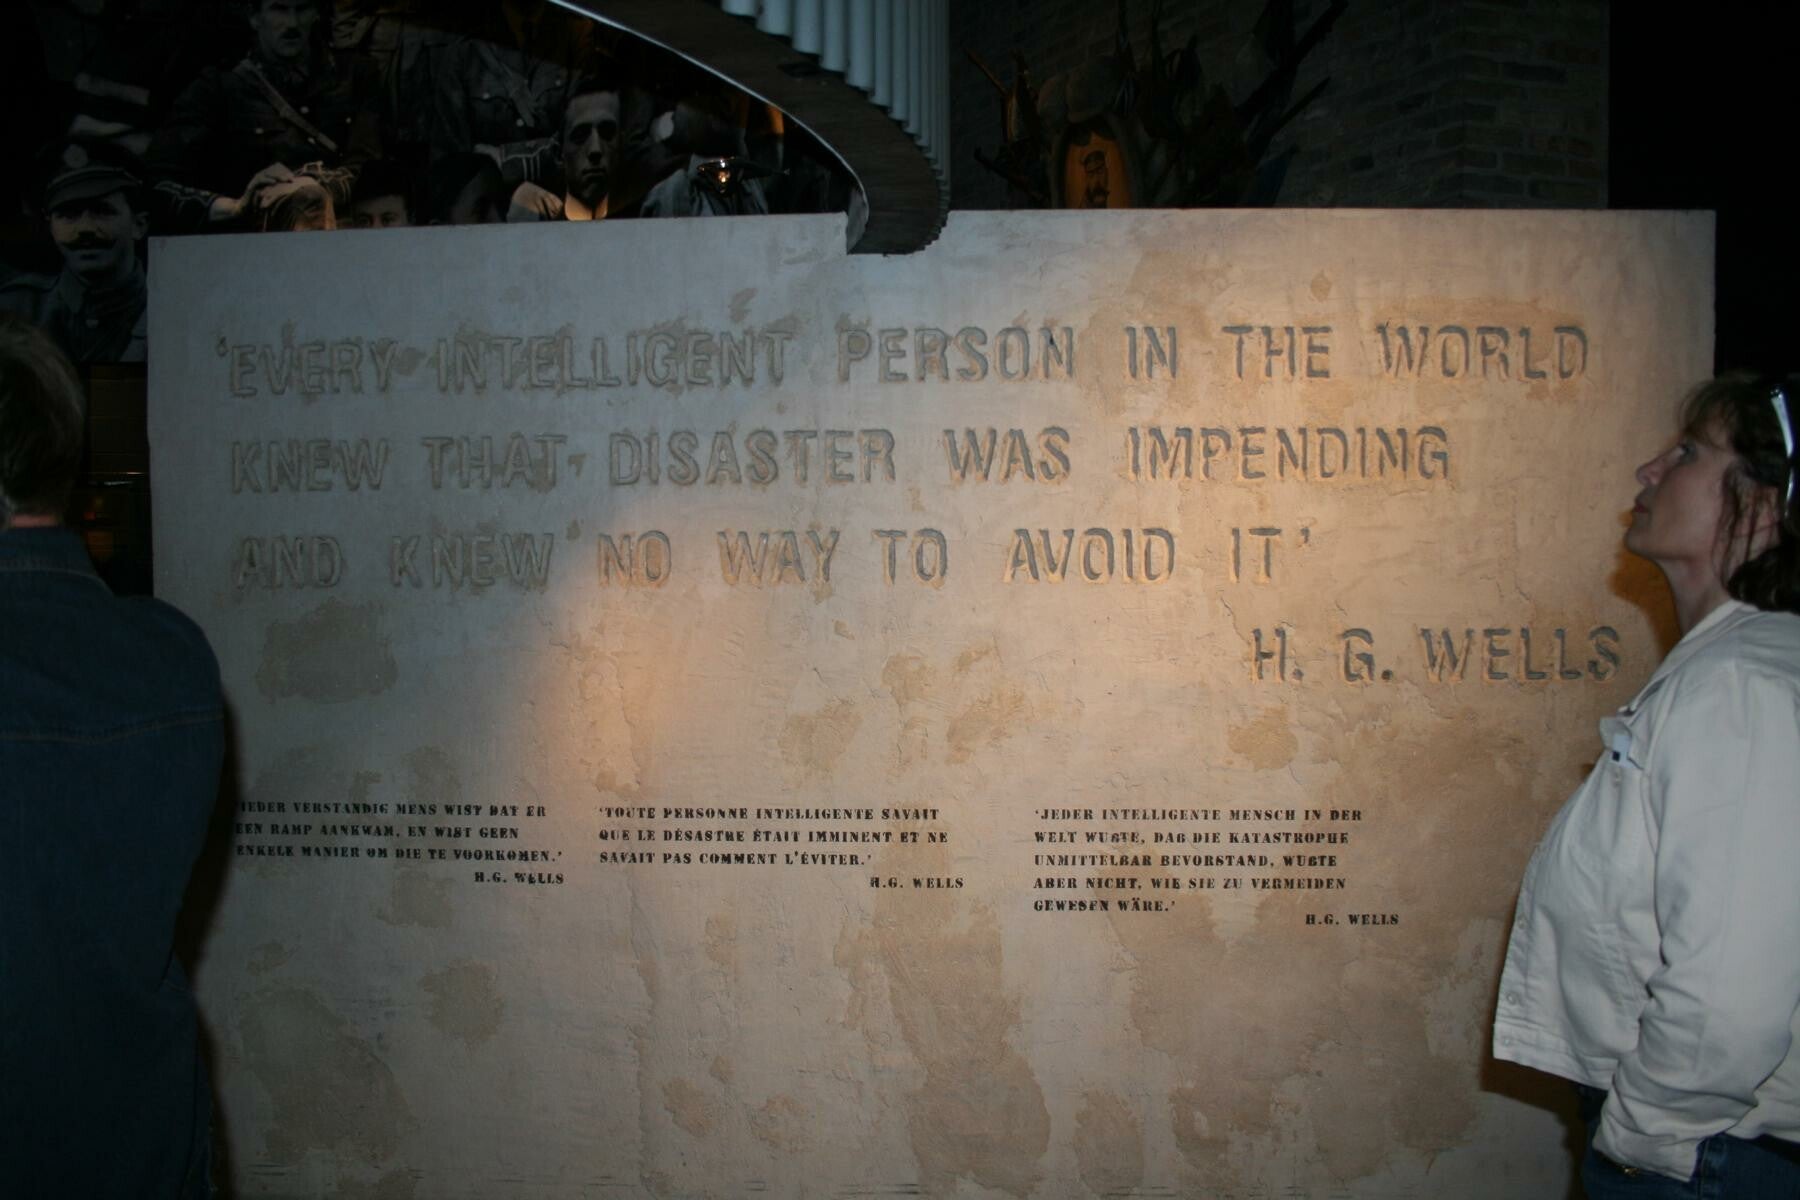 'EVERY INTELLIGENT PERSON IN THE WORLD
KNEW THAT DISASTER WAS IMPENDING
AND KNEW NO WAY TO AVOID IT'
H. G. WELLS
'IEDER VERSTANDIG MENS WIST DAT ER
EEN RAMP AANKWAM, EN WIST GEEN
ENKELE MANIER OM DIE TE VOORKOMEN.'
H.G. WELLS
'TOUTE PERSONNE INTELLIGENTE SAVAIT
QUE LE DÉSASTRE ÉTAIT IMMINENT ET NE
SAVAIT PAS COMMENT L'ÉVITER.'
H.G. WELLS
'JEDER INTELLIGENTE MENSCH IN DER
WELT WUßTE, DAß DIE KATASTROPHE
UNMITTELBAR BEVORSTAND, WUßTE
ABER NICHT, WIE SIE ZU VERMEIDEN
GEWESEN WÄRE.'
H.G. WELLS